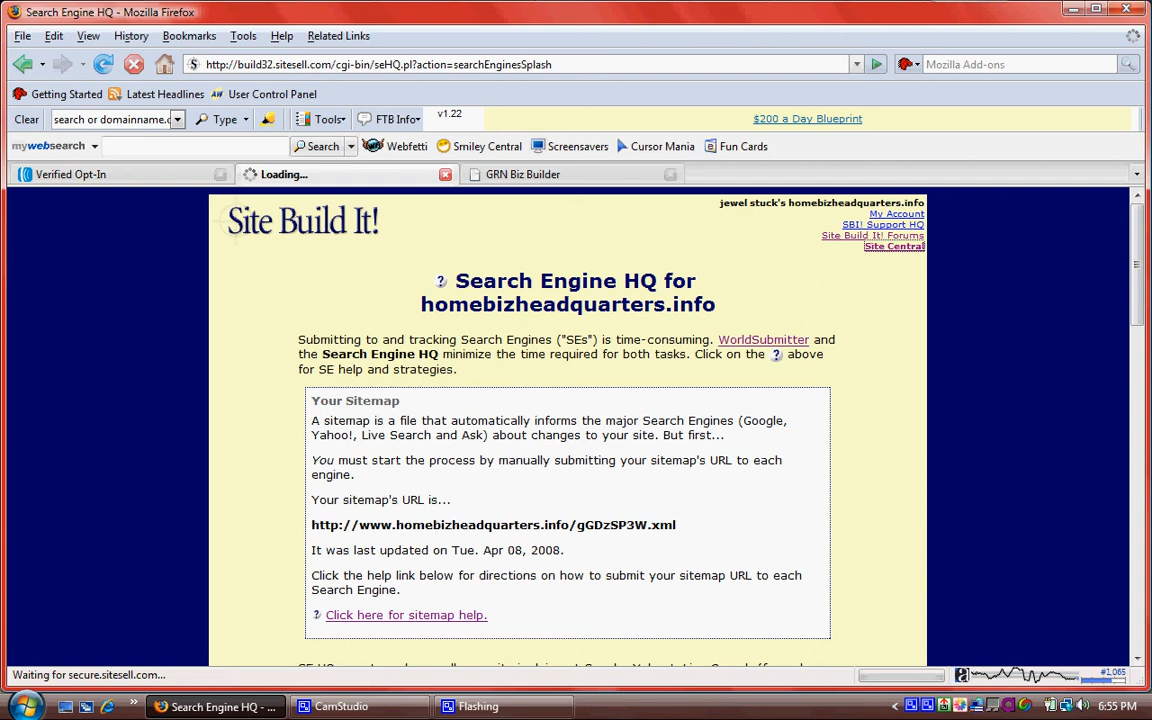 Search Engine HQ - Mozilla Firefox
File Edit View History Bookmarks Tools Help Related Links
http://build32.sitesell.com/cgi-bin/seHQ.pl?action=searchEnginesSplash Mozilla Add-ons
Getting Started Latest Headlines User Control Panel
Clear search or domainname.c Type Tools FTB Info v1.22 $200 a Day Blueprint
mywebsearch Search Webfetti Smiley Central Screensavers Cursor Mania Fun Cards
Verified Opt-In Loading... GRN Biz Builder
jewel stuck's homebizheadquarters.info
Site Build It!
My Account
SBI! Support HQ
Site Build It! Forums
Site Central
? Search Engine HQ for
homebizheadquarters.info
Submitting to and tracking Search Engines ("SEs") is time-consuming. WorldSubmitter and
the Search Engine HQ minimize the time required for both tasks. Click on the ? above
for SE help and strategies.
Your Sitemap
A sitemap is a file that automatically informs the major Search Engines (Google,
Yahoo!, Live Search and Ask) about changes to your site. But first...
You must start the process by manually submitting your sitemap's URL to each
engine.
Your sitemap's URL is...
http://www.homebizheadquarters.info/gGDzSP3W.xml
It was last updated on Tue. Apr 08, 2008.
Click the help link below for directions on how to submit your sitemap URL to each
Search Engine.
? Click here for sitemap help.
Waiting for secure.sitesell.com... #1,065
Search Engine HQ - ... CamStudio Flashing 6:55 PM